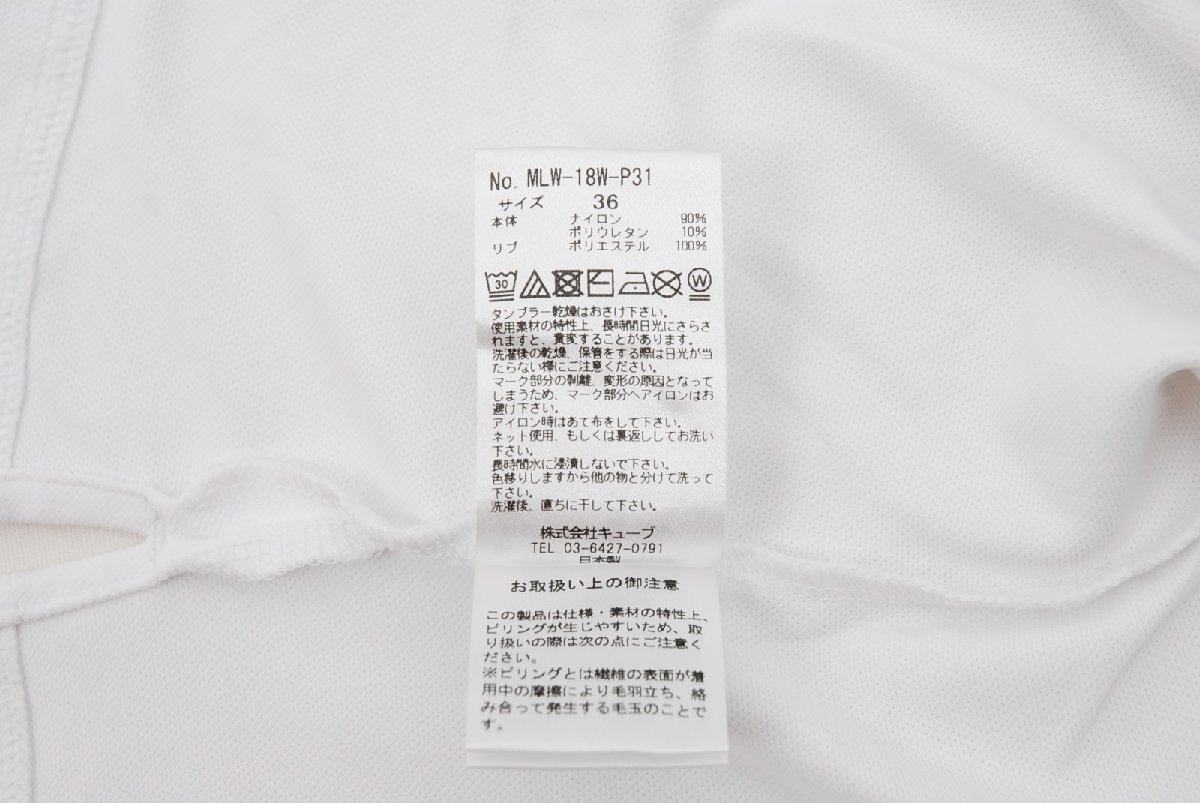 No. MLW-18W-P31
サイズ 36
本体 ナイロン 90%
ポリウレタン 10%
リブ ポリエステル 100%
30 W
タンブラー乾燥はおさけ下さい。
使用素材の特性上、長時間日光にさらさ
れますと、黄変することがあります。
洗濯後の乾燥、保管をする際は日光が当
たらない様にご注意ください。
マーク部分の剥離、変形の原因となって
しまうため、マーク部分へアイロンはお
避け下さい。
アイロン時はあて布をして下さい。
ネット使用、もしくは裏返ししてお洗い
下さい。
長時間水に浸漬しないで下さい。
色移りしますから他の物と分けて洗って
下さい。
洗濯後、直ちに干して下さい。
株式会社キューブ
TEL 03-6427-0791
日本製
お取扱い上の御注意
この製品は仕様・素材の特性上、
ピリングが生じやすいため、取
り扱いの際は次の点にご注意く
ださい。
※ピリングとは繊維の表面が着
用中の摩擦により毛羽立ち、絡
み合って発生する毛玉のことで
す。